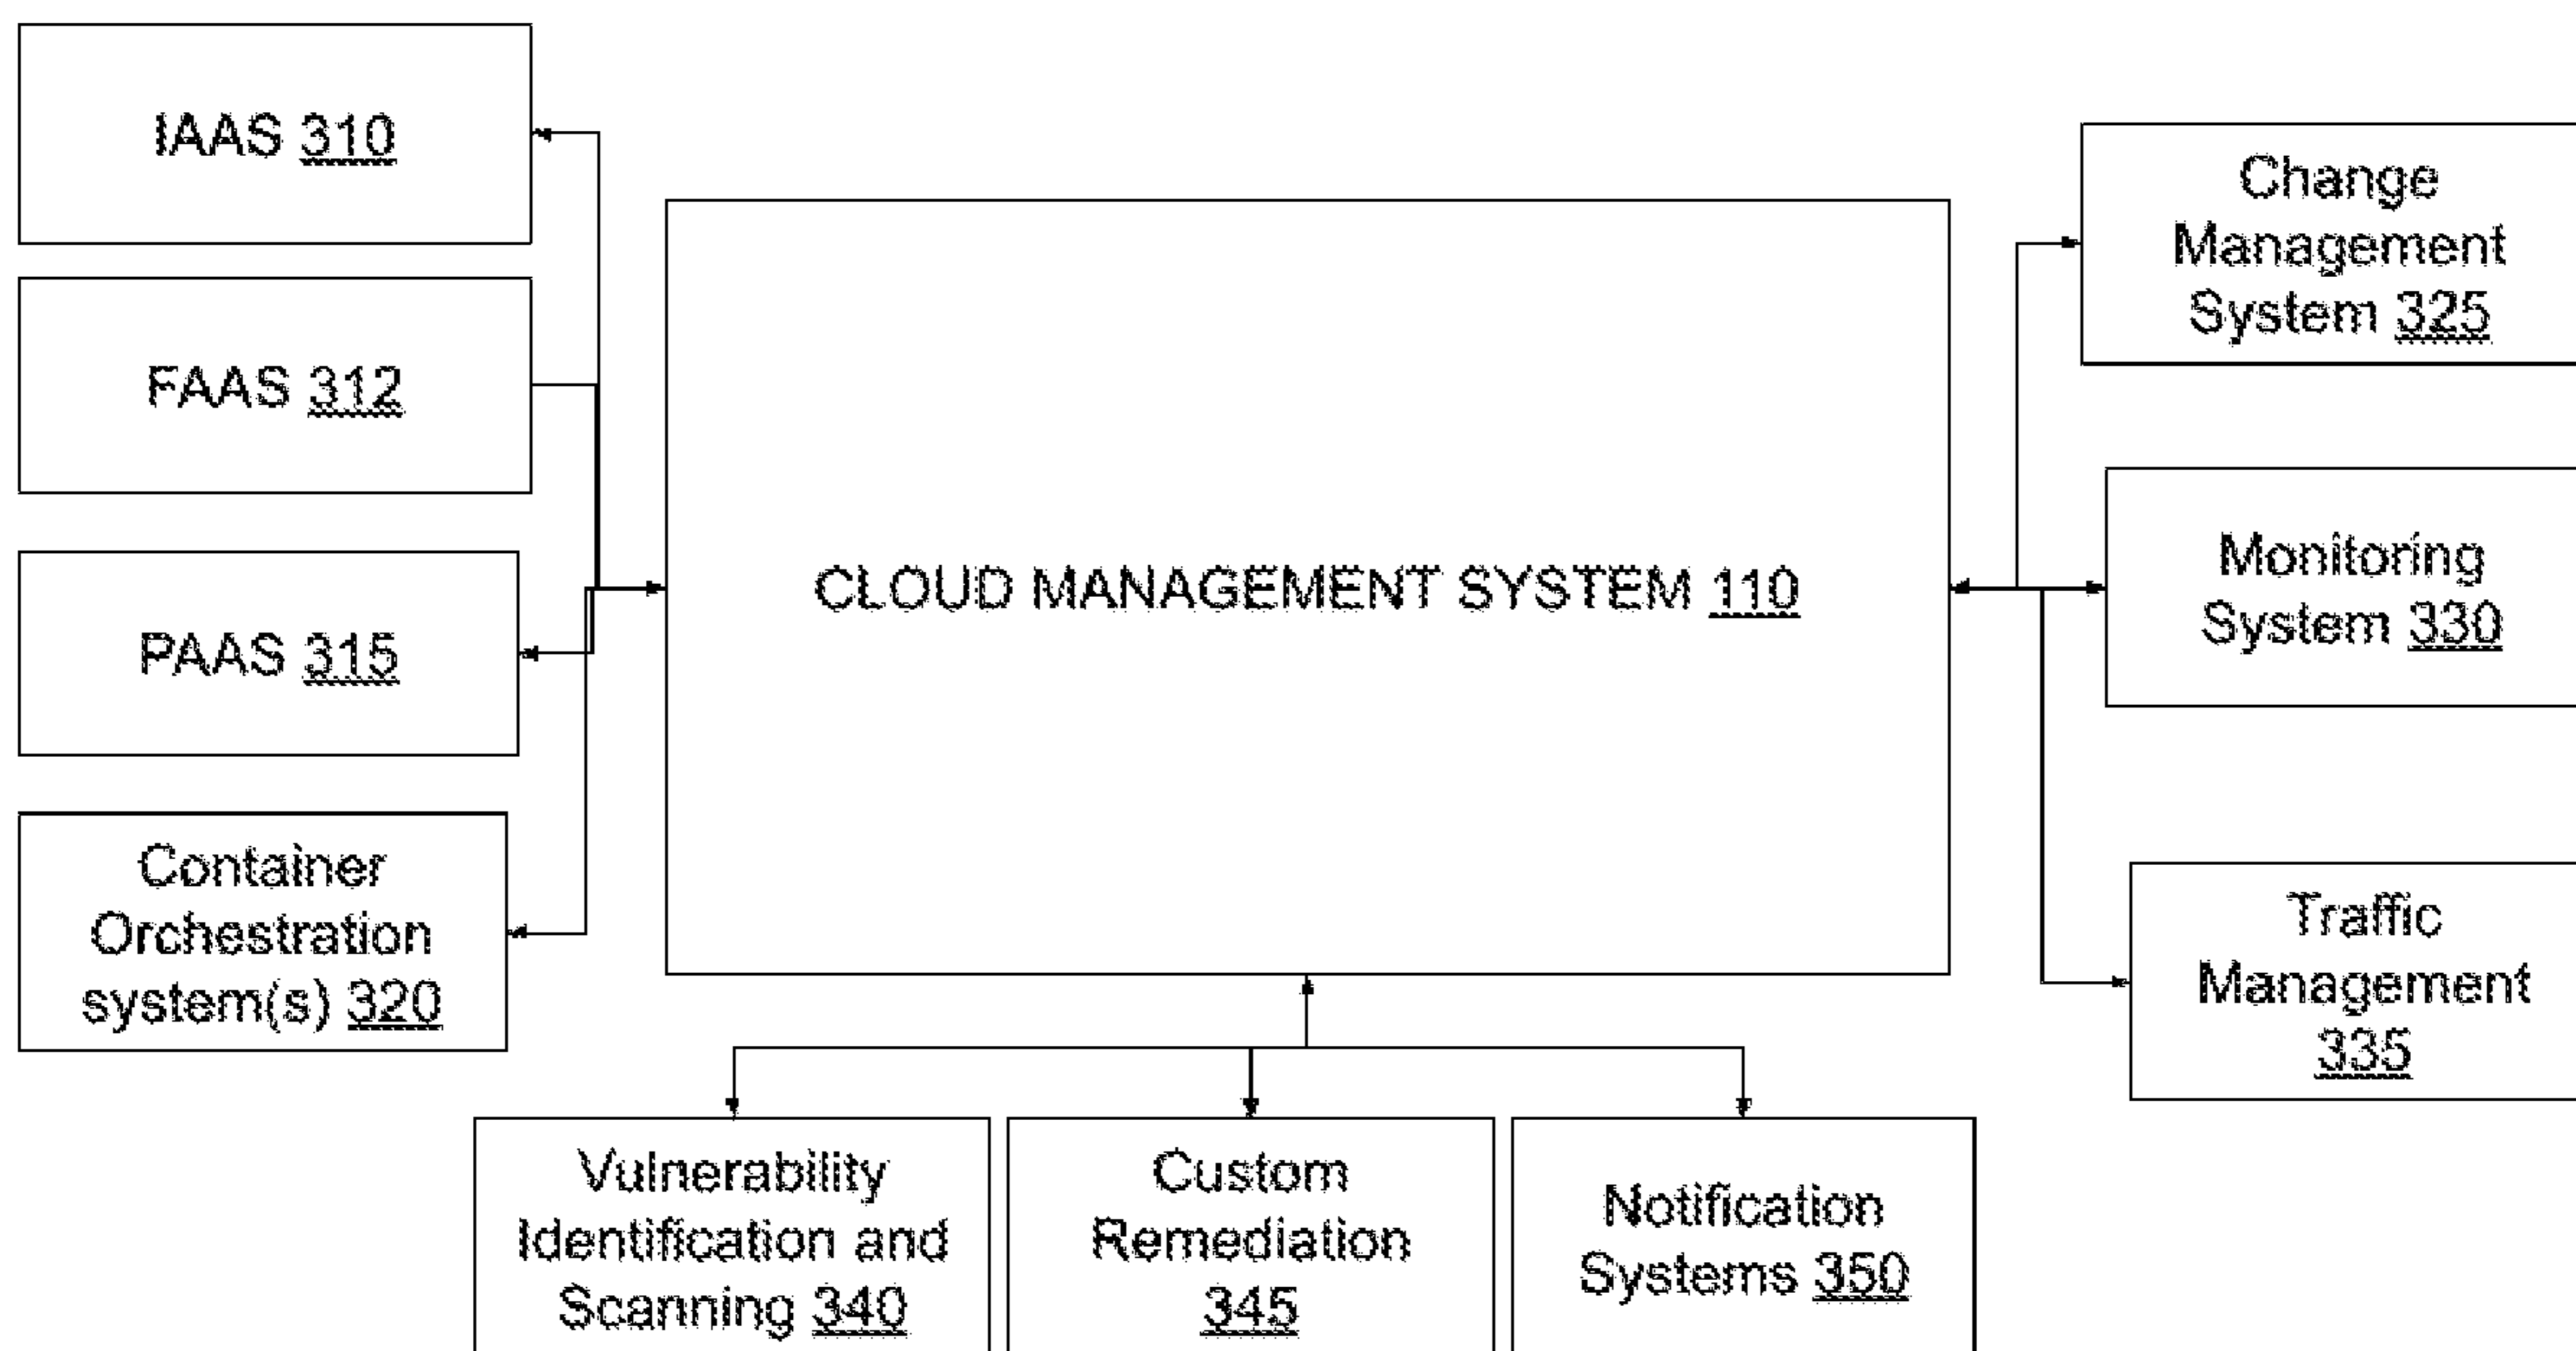 IAAS 310
FAAS 312
PAAS 315
Container
Orchestration
system(s) 320
CLOUD MANAGEMENT SYSTEM 110
Change
Management
System 325
Monitoring
System 330
Traffic
Management
335
Vulnerability
Identification and
Scanning 340
Custom
Remediation
345
Notification
Systems 350